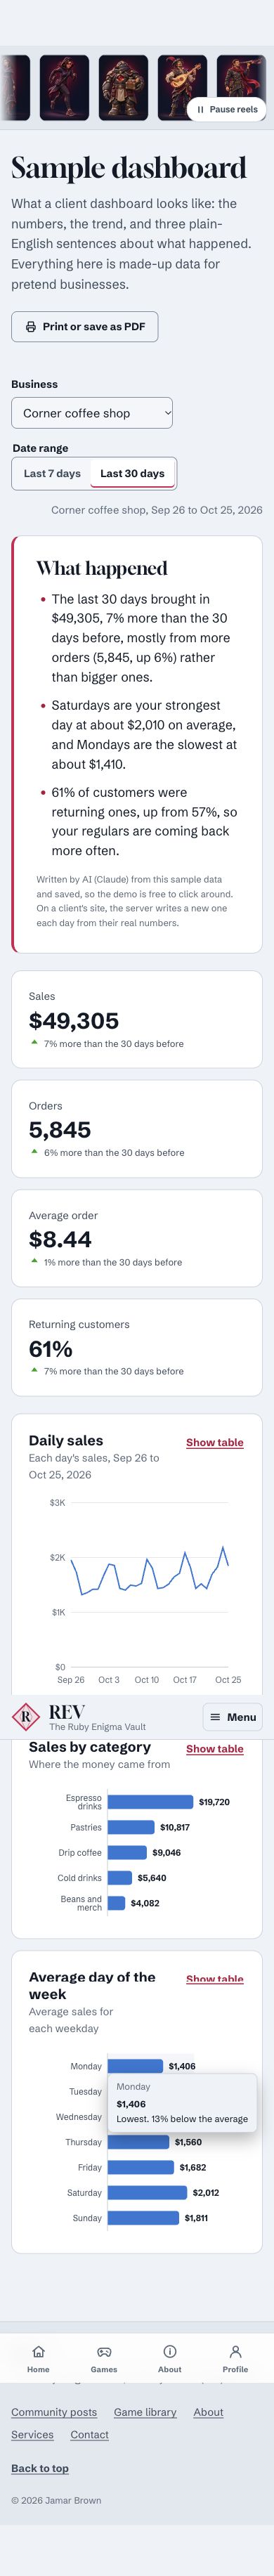 Pause reels
Sample dashboard
What a client dashboard looks like: the
numbers, the trend, and three plain-
English sentences about what happened.
Everything here is made-up data for
pretend businesses.
Print or save as PDF
Business
Corner coffee shop
Date range
Last 7 days
Last 30 days
Corner coffee shop, Sep 26 to Oct 25, 2026
What happened
• The last 30 days brought in
$49,305, 7% more than the 30
days before, mostly from more
orders (5,845, up 6%) rather
than bigger ones.
• Saturdays are your strongest
day at about $2,010 on average,
and Mondays are the slowest at
about $1,410.
• 61% of customers were
returning ones, up from 57%, so
your regulars are coming back
more often.
Written by AI (Claude) from this sample data
and saved, so the demo is free to click around.
On a client's site, the server writes a new one
each day from their real numbers.
Sales
$49,305
7% more than the 30 days before
Orders
5,845
6% more than the 30 days before
Average order
$8.44
1% more than the 30 days before
Returning customers
61%
7% more than the 30 days before
Daily sales
Show table
Each day's sales, Sep 26 to
Oct 25, 2026
$3K
$2K
$1K
$0
Sep 26 Oct 3 Oct 10 Oct 17 Oct 25
R
REV
The Ruby Enigma Vault
Menu
Sales by category
Show table
Where the money came from
Espresso
drinks
$19,720
Pastries $10,817
Drip coffee $9,046
Cold drinks $5,640
Beans and
merch
$4,082
Average day of the
week
Show table
Average sales for
each weekday
Monday $1,406
Tuesday
Monday
$1,406
Lowest. 13% below the average
Wednesday
Thursday $1,560
Friday $1,682
Saturday $2,012
Sunday $1,811
Home
Games
About
Profile
Community posts
Game library
About
Services
Contact
Back to top
© 2026 Jamar Brown